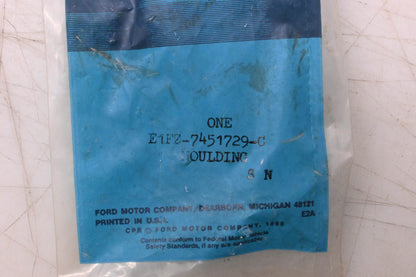 ONE
E1FZ-7451729-C
MOULDING
S N
FORD MOTOR COMPANY, DEARBORN, MICHIGAN 48121
PRINTED IN U.S.A. E2A
CPR © FORD MOTOR COMPANY,
Contents conform to Federal Motor Vehicle
Safety Standards, if any are applicable